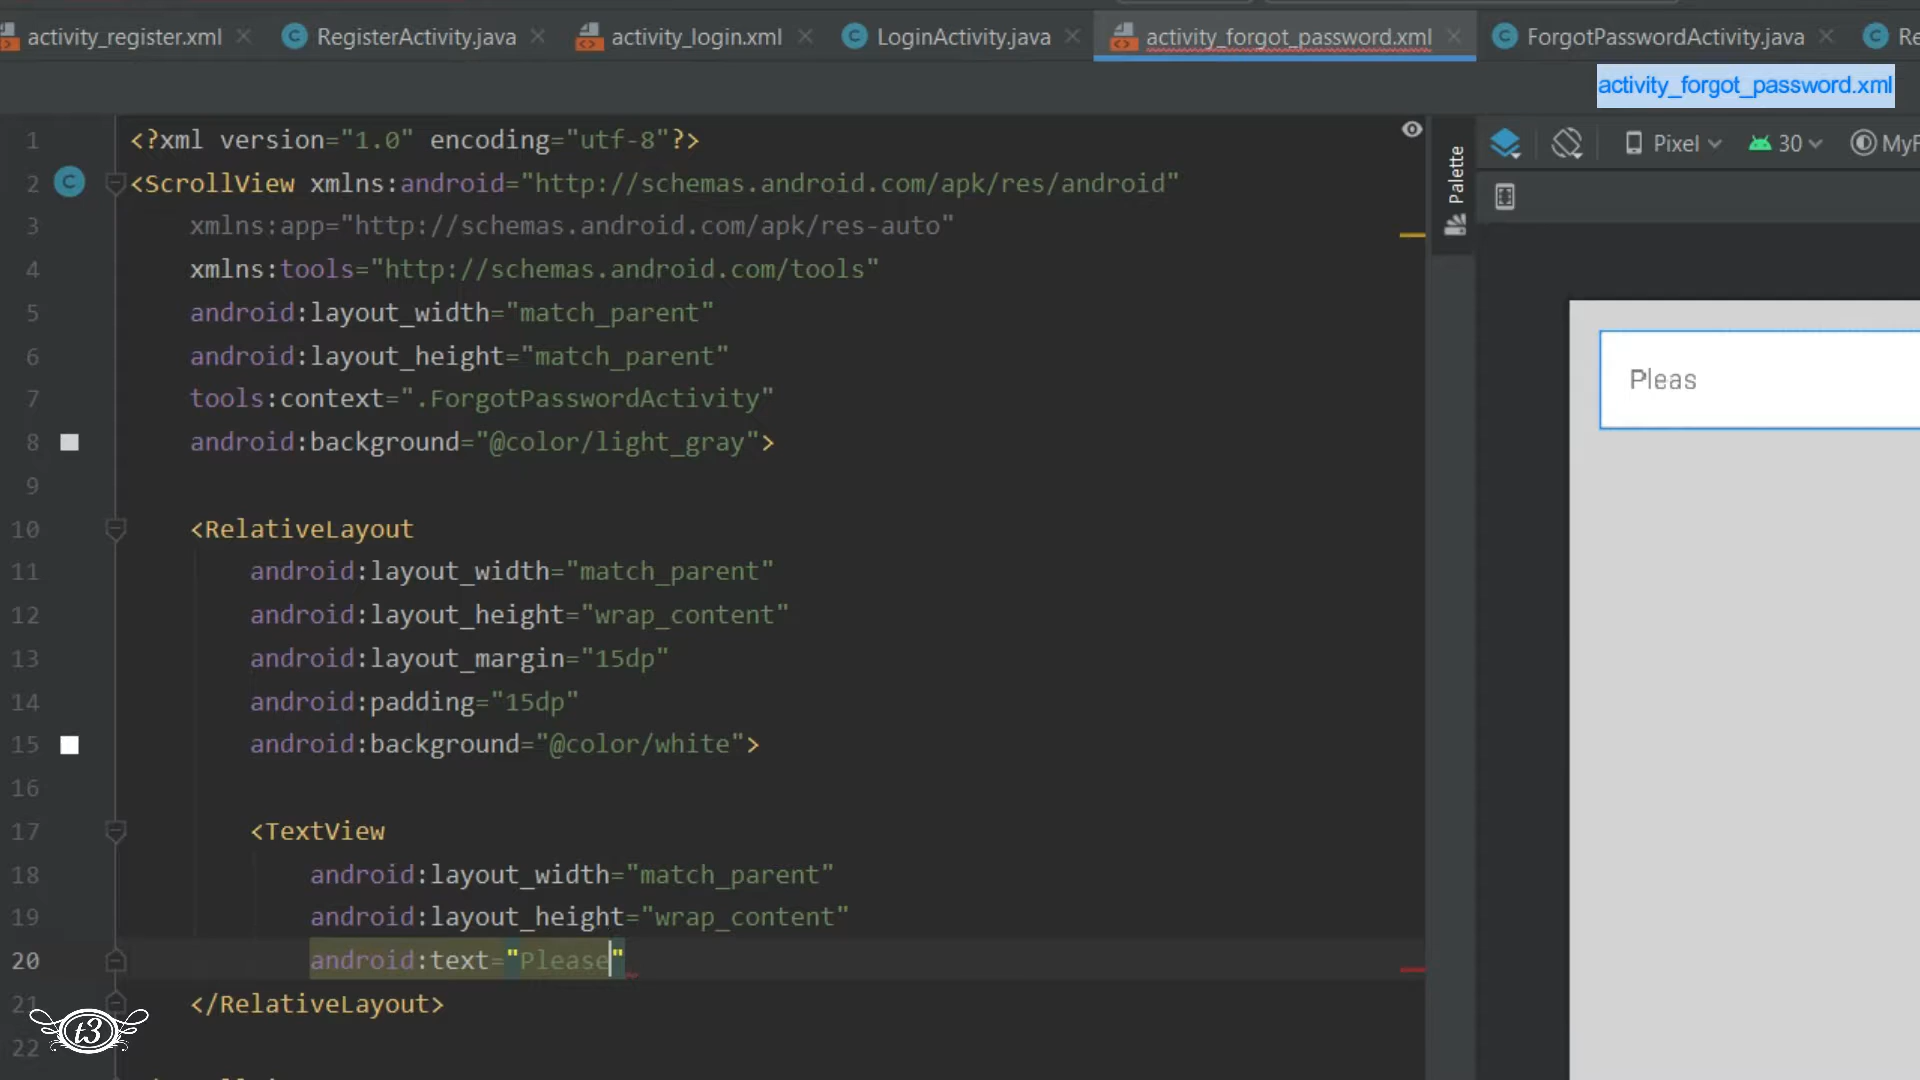 activity_register.xml
RegisterActivity.java
activity_login.xml
LoginActivity.java
activity_forgot_password.xml
ForgotPasswordActivity.java
Re
activity_forgot_password.xml
Palette
Pixel
30
MyF
1 <?xml version="1.0" encoding="utf-8"?>
2 <ScrollView xmlns:android="http://schemas.android.com/apk/res/android"
3 xmlns:app="http://schemas.android.com/apk/res-auto"
4 xmlns:tools="http://schemas.android.com/tools"
5 android:layout_width="match_parent"
6 android:layout_height="match_parent"
7 tools:context=".ForgotPasswordActivity"
8 android:background="@color/light_gray">
9
10 <RelativeLayout
11 android:layout_width="match_parent"
12 android:layout_height="wrap_content"
13 android:layout_margin="15dp"
14 android:padding="15dp"
15 android:background="@color/white">
16
17 <TextView
18 android:layout_width="match_parent"
19 android:layout_height="wrap_content"
20 android:text="Please"
21 </RelativeLayout>
22
Pleas
t3